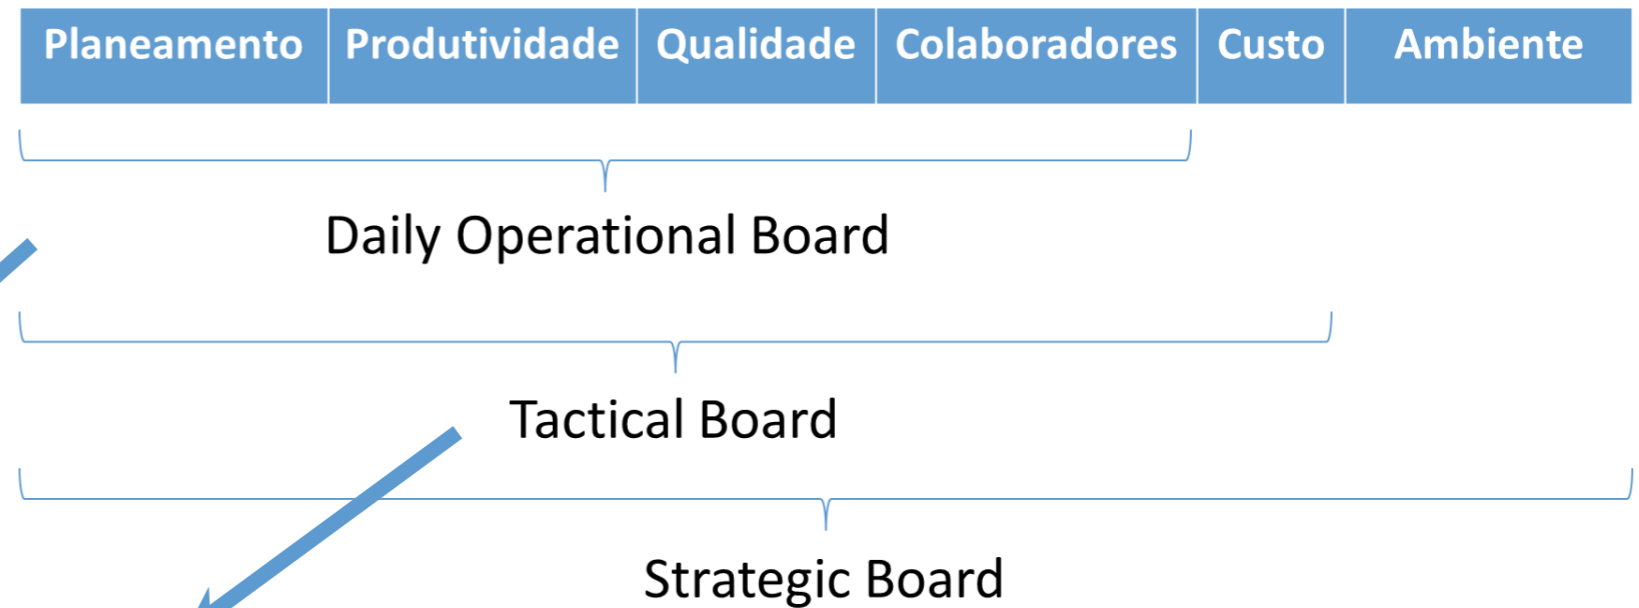 Planeamento Produtividade Qualidade Colaboradores Custo Ambiente
Daily Operational Board
Tactical Board
Strategic Board